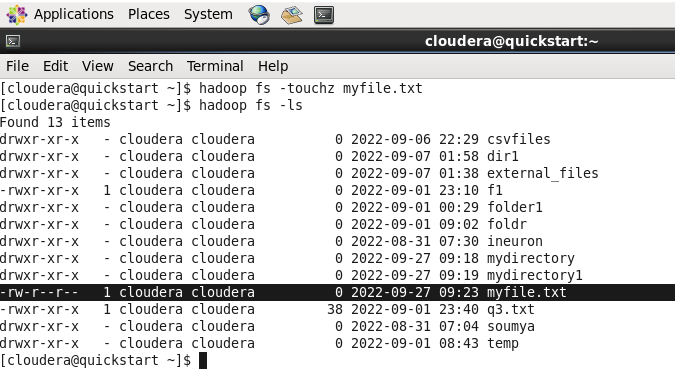 Applications Places System
cloudera@quickstart:~
File Edit View Search Terminal Help
[cloudera@quickstart ~]$ hadoop fs -touchz myfile.txt
[cloudera@quickstart ~]$ hadoop fs -ls
Found 13 items
drwxr-xr-x   - cloudera cloudera          0 2022-09-06 22:29 csvfiles
drwxr-xr-x   - cloudera cloudera          0 2022-09-07 01:58 dir1
drwxr-xr-x   - cloudera cloudera          0 2022-09-07 01:38 external_files
-rwxr-xr-x   1 cloudera cloudera          0 2022-09-01 23:10 f1
drwxr-xr-x   - cloudera cloudera          0 2022-09-01 00:29 folder1
drwxr-xr-x   - cloudera cloudera          0 2022-09-01 09:02 foldr
drwxr-xr-x   - cloudera cloudera          0 2022-08-31 07:30 ineuron
drwxr-xr-x   - cloudera cloudera          0 2022-09-27 09:18 mydirectory
drwxr-xr-x   - cloudera cloudera          0 2022-09-27 09:19 mydirectory1
-rw-r--r--   1 cloudera cloudera          0 2022-09-27 09:23 myfile.txt
-rwxr-xr-x   1 cloudera cloudera         38 2022-09-01 23:40 q3.txt
drwxr-xr-x   - cloudera cloudera          0 2022-08-31 07:04 soumya
drwxr-xr-x   - cloudera cloudera          0 2022-09-01 08:43 temp
[cloudera@quickstart ~]$